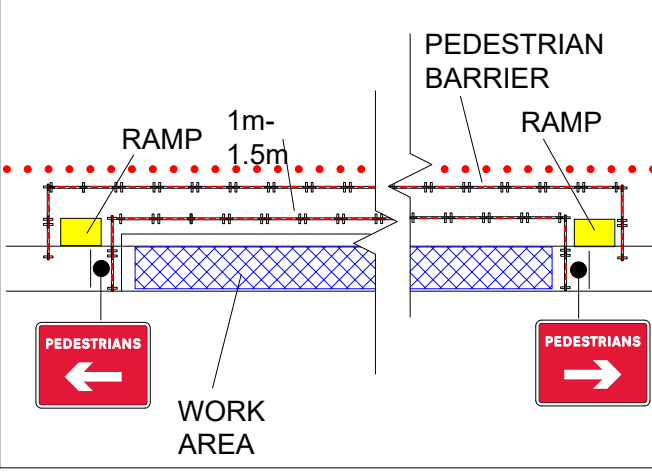 PEDESTRIAN
BARRIER
1m-
1.5m
RAMP
RAMP
PEDESTRIANS
PEDESTRIANS
WORK
AREA